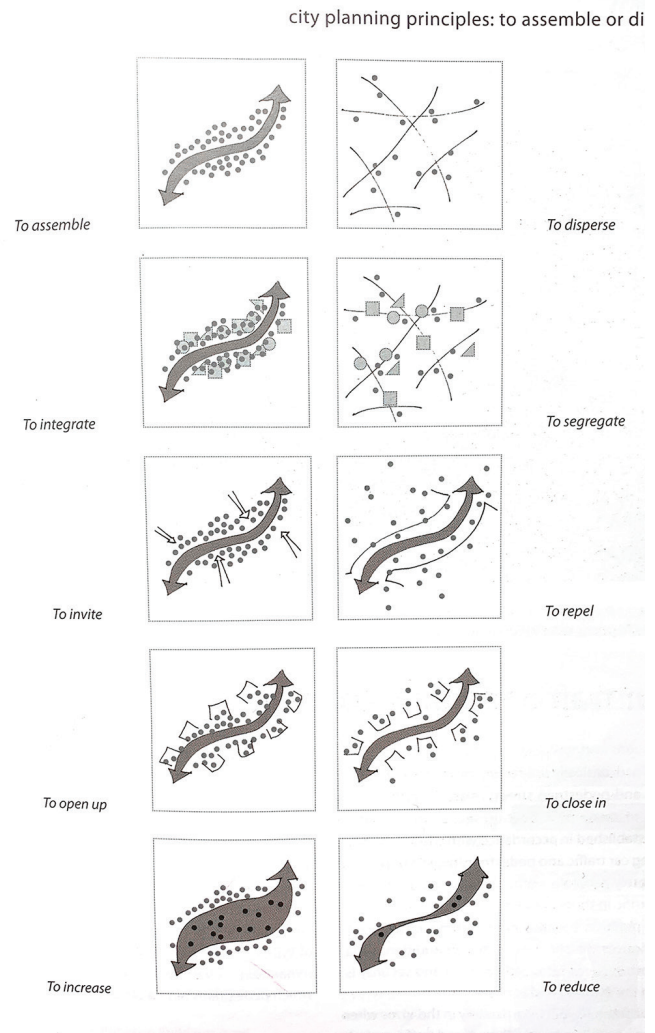 city planning principles: to assemble or di
To assemble
To disperse
To integrate
To segregate
To invite
To repel
To open up
To close in
To increase
To reduce